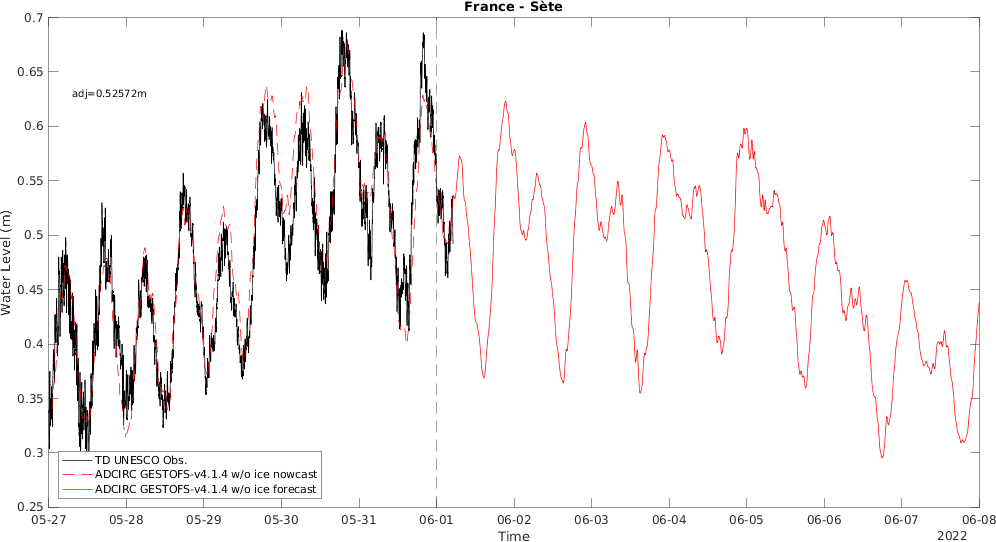 France - Sète
0.7
0.65
0.6
0.55
0.5
0.45
0.4
0.35
0.3
0.25
Water Level (m)
adj=0.52572m
TD UNESCO Obs.
ADCIRC GESTOFS-v4.1.4 w/o ice nowcast
ADCIRC GESTOFS-v4.1.4 w/o ice forecast
05-27 05-28 05-29 05-30 05-31 06-01 06-02 06-03 06-04 06-05 06-06 06-07 06-08
Time
2022